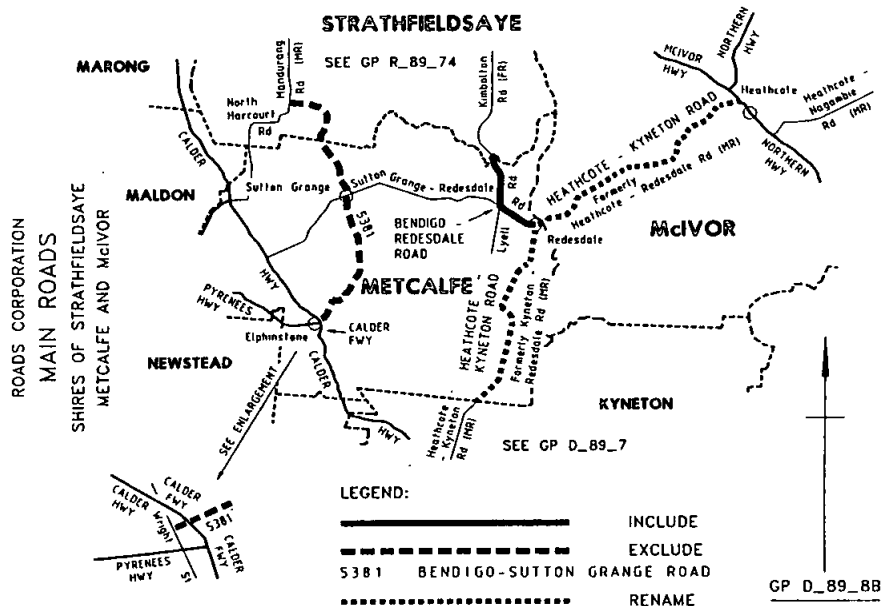 STRATHFIELDSAYE
SEE GP R_89_74
MARONG
Mandurang
Rd (MR)
Kimbolton
Rd (FR)
McIVOR
HWY
NORTHERN
HWY
Heathcote
Heathcote -
Nagambie
Rd (MR)
NORTHERN
HWY
North
Harcourt
Rd
CALDER
HWY
MALDON
Sutton Grange
Sutton Grange - Redesdale
Rd
Rd
5381
BENDIGO -
REDESDALE
ROAD
Lyell
Redesdale
HEATHCOTE - KYNETON ROAD
Formerly
Heathcote - Redesdale Rd (MR)
McIVOR
METCALFE
PYRENEES
HWY
Elphinstone
CALDER
FWY
NEWSTEAD
CALDER
HWY
HEATHCOTE
KYNETON ROAD
Formerly Kyneton
Redesdale Rd (MR)
KYNETON
Heathcote -
Kyneton
Rd (MR)
SEE GP D_89_7
SEE ENLARGEMENT
CALDER
FWY
CALDER
HWY
Wright
St
5381
CALDER
FWY
PYRENEES
HWY
ROADS CORPORATION
MAIN ROADS
SHIRES OF STRATHFIELDSAYE
METCALFE AND McIVOR
LEGEND:
INCLUDE
EXCLUDE
5381 BENDIGO-SUTTON GRANGE ROAD
RENAME
GP D_89_8B